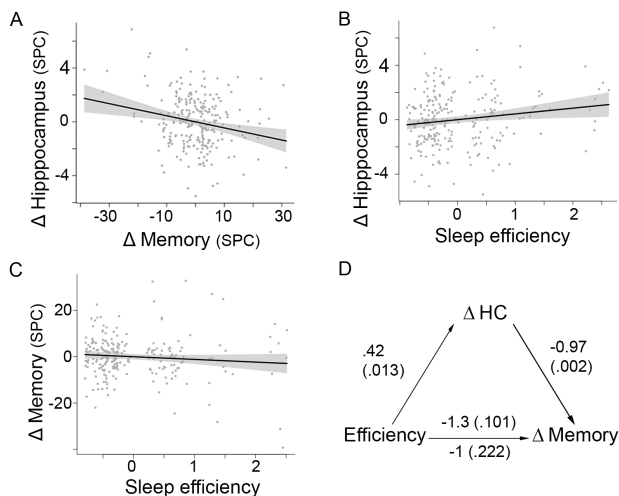 A
Δ Hipppocampus (SPC)
4
0
-4
-30
-10
10
30
Δ Memory (SPC)
B
Δ Hipppocampus (SPC)
4
0
-4
0
1
2
Sleep efficiency
C
Δ Memory (SPC)
20
0
-20
0
1
2
Sleep efficiency
D
Δ HC
.42
(.013)
-0.97
(.002)
Efficiency
-1.3 (.101)
-1 (.222)
Δ Memory